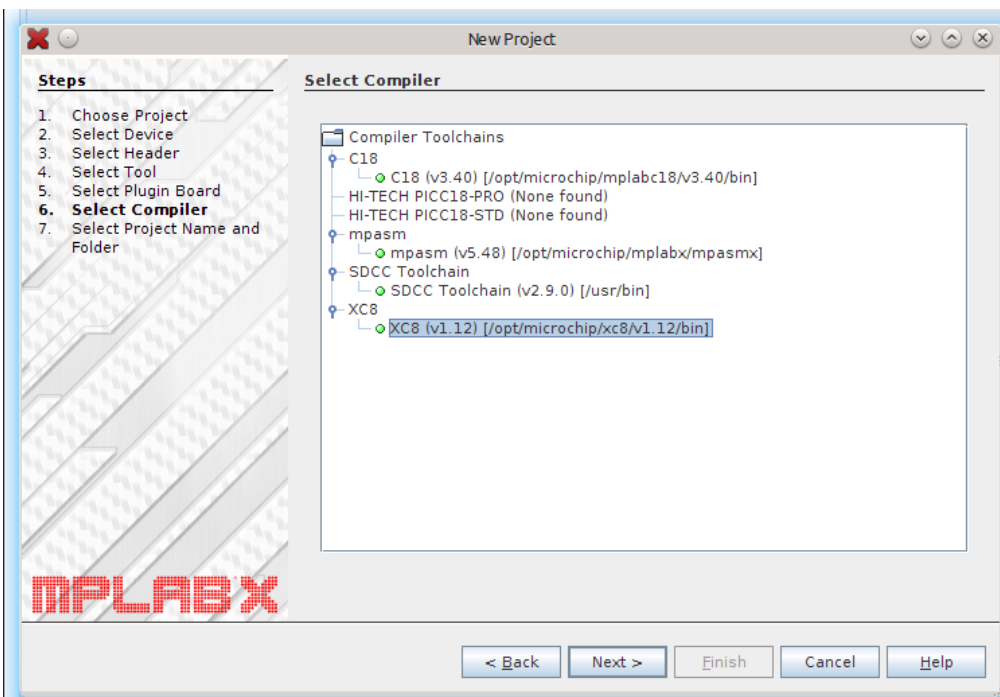 New Project
Steps
1. Choose Project
2. Select Device
3. Select Header
4. Select Tool
5. Select Plugin Board
6. Select Compiler
7. Select Project Name and
Folder
Select Compiler
Compiler Toolchains
C18
C18 (v3.40) [/opt/microchip/mplabc18/v3.40/bin]
HI-TECH PICC18-PRO (None found)
HI-TECH PICC18-STD (None found)
mpasm
mpasm (v5.48) [/opt/microchip/mplabx/mpasmx]
SDCC Toolchain
SDCC Toolchain (v2.9.0) [/usr/bin]
XC8
XC8 (v1.12) [/opt/microchip/xc8/v1.12/bin]
MPLAB X
< Back
Next >
Finish
Cancel
Help